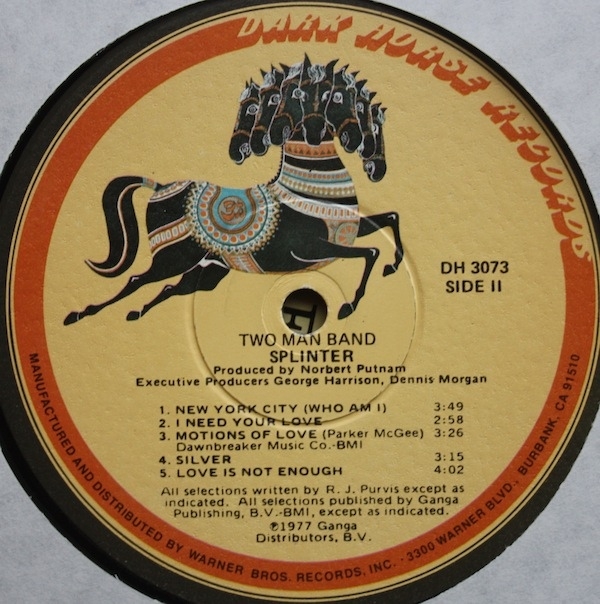 DARK HORSE RECORDS
DH 3073
SIDE II
TWO MAN BAND
SPLINTER
Produced by Norbert Putnam
Executive Producers George Harrison, Dennis Morgan
1. NEW YORK CITY (WHO AM I) 3:49
2. I NEED YOUR LOVE 2:58
3. MOTIONS OF LOVE (Parker McGee) 3:26
Dawnbreaker Music Co.-BMI
4. SILVER 3:15
5. LOVE IS NOT ENOUGH 4:02
All selections written by R. J. Purvis except as
indicated. All selections published by Ganga
Publishing, B.V.-BMI, except as indicated.
℗1977 Ganga
Distributors, B.V.
MANUFACTURED AND DISTRIBUTED BY WARNER BROS. RECORDS, INC. · 3300 WARNER BLVD., BURBANK, CA. 91510